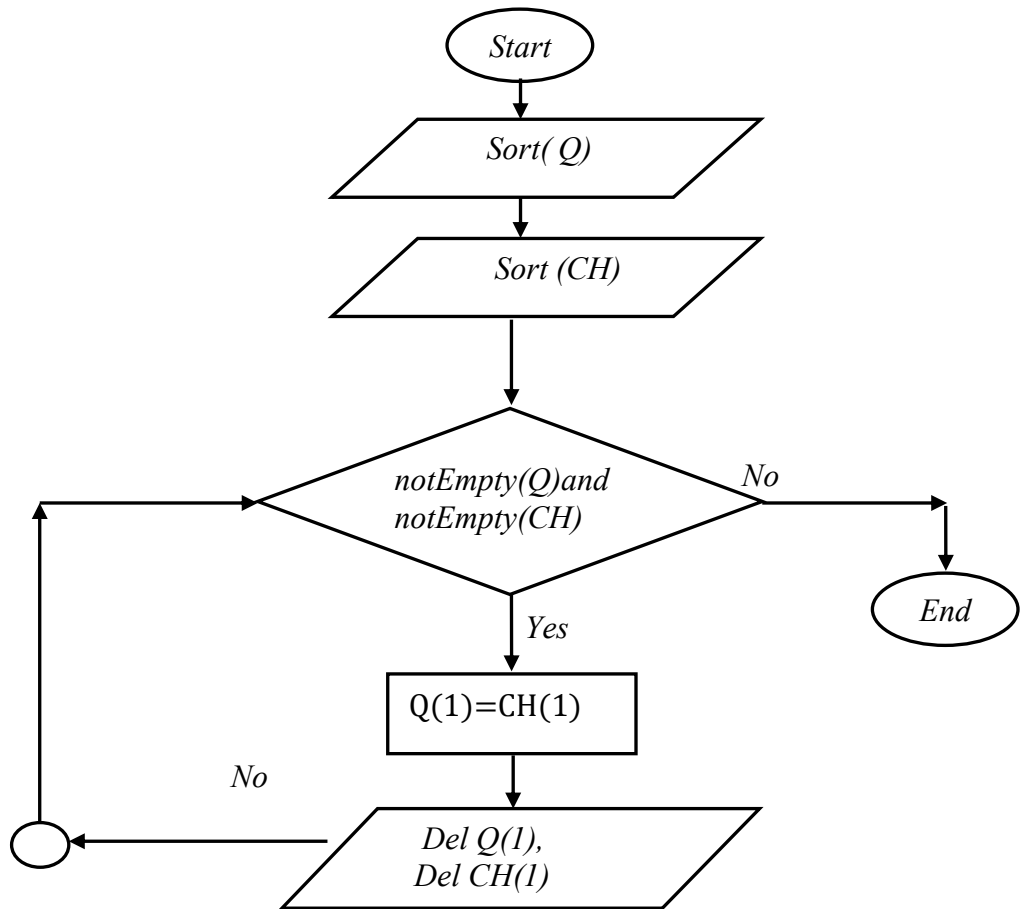 Start
Sort( Q)
Sort (CH)
notEmpty(Q)and
notEmpty(CH)
No
End
Yes
Q(1)=CH(1)
No
Del Q(1),
Del CH(1)